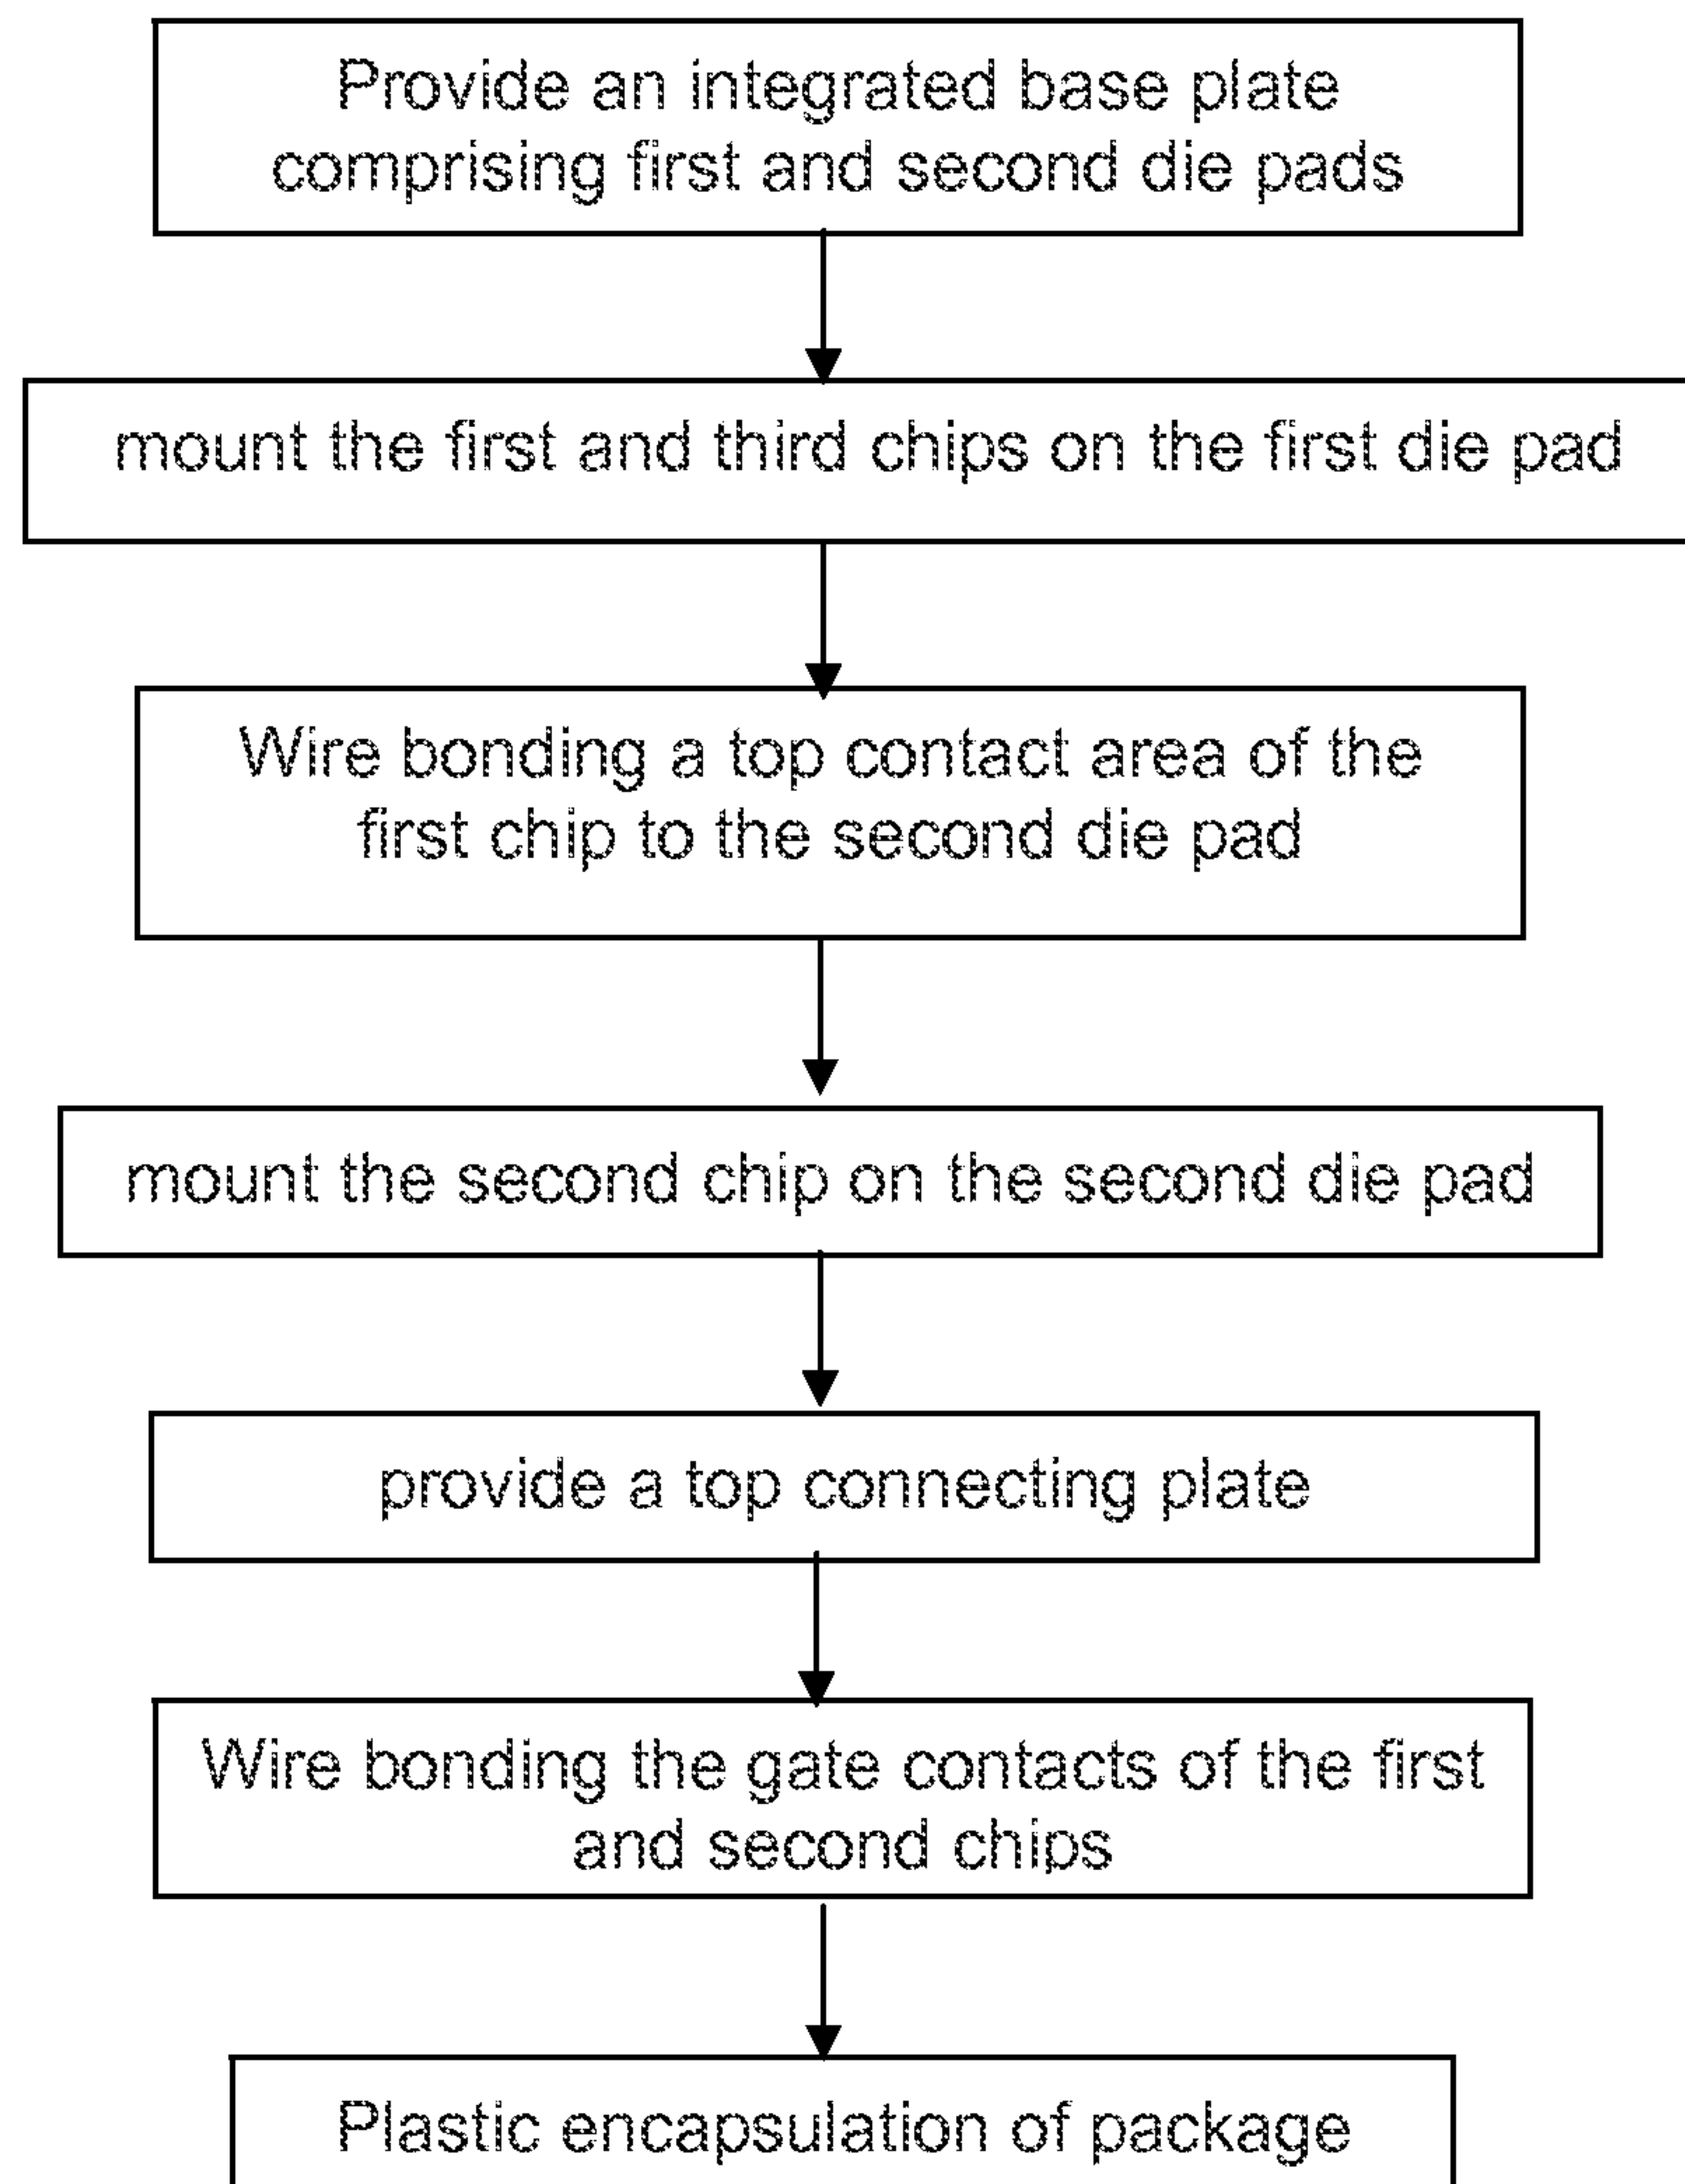 Provide an integrated base plate
comprising first and second die pads
mount the first and third chips on the first die pad
Wire bonding a top contact area of the
first chip to the second die pad
mount the second chip on the second die pad
provide a top connecting plate
Wire bonding the gate contacts of the first
and second chips
Plastic encapsulation of package